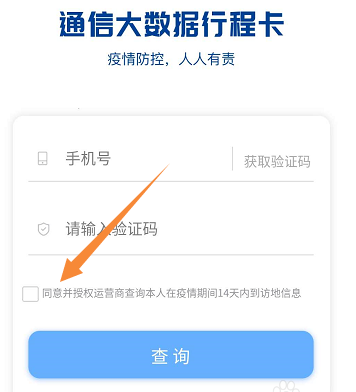 通信大数据行程卡
疫情防控，人人有责
手机号
获取验证码
请输入验证码
同意并授权运营商查询本人在疫情期间14天内到访地信息
查询